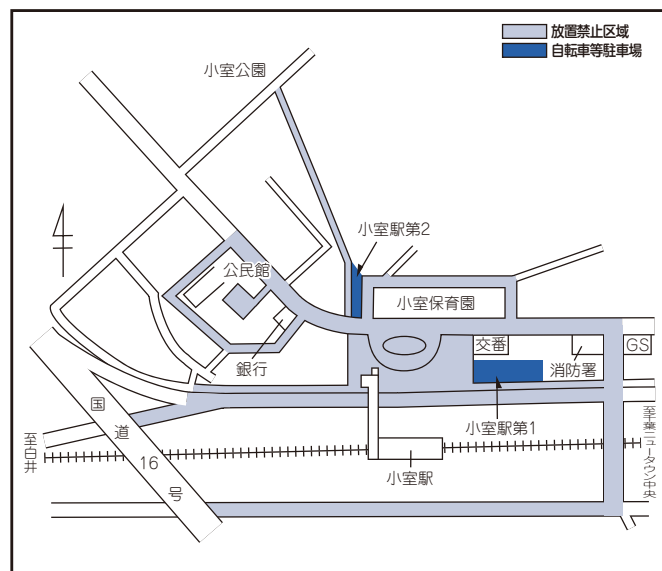 放置禁止区域
自転車等駐車場
小室公園
小室駅第2
公民館
小室保育園
交番
GS
銀行
消防署
小室駅第1
国道16号
至白井
小室駅
至千葉ニュータウン中央